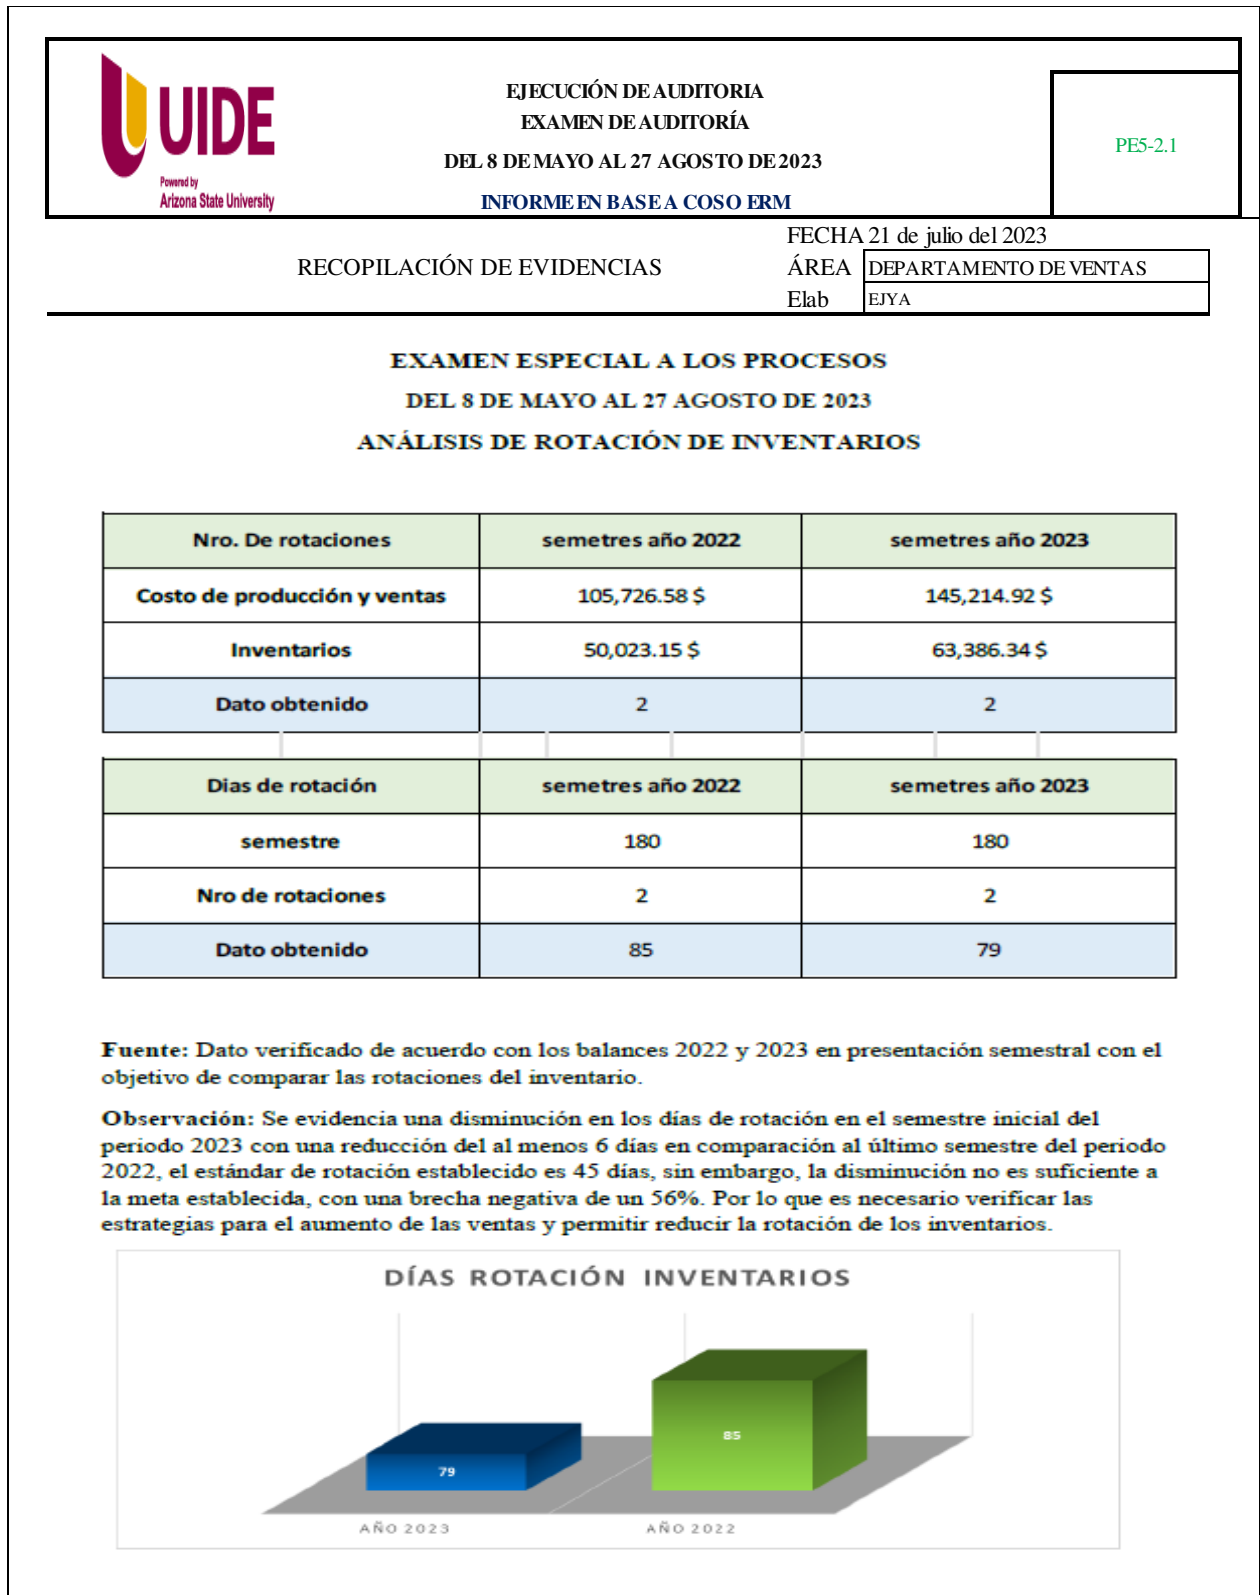 UIDE
Powered by
Arizona State University
EJECUCIÓN DE AUDITORIA
EXAMEN DE AUDITORÍA
DEL 8 DE MAYO AL 27 AGOSTO DE 2023
INFORME EN BASE A COSO ERM
PE5-2.1
FECHA 21 de julio del 2023
RECOPILACIÓN DE EVIDENCIAS ÁREA DEPARTAMENTO DE VENTAS
Elab EJYA
EXAMEN ESPECIAL A LOS PROCESOS
DEL 8 DE MAYO AL 27 AGOSTO DE 2023
ANÁLISIS DE ROTACIÓN DE INVENTARIOS
Nro. De rotaciones semetres año 2022 semetres año 2023
Costo de producción y ventas 105,726.58 $ 145,214.92 $
Inventarios 50,023.15 $ 63,386.34 $
Dato obtenido 2 2
Dias de rotación semetres año 2022 semetres año 2023
semestre 180 180
Nro de rotaciones 2 2
Dato obtenido 85 79
Fuente: Dato verificado de acuerdo con los balances 2022 y 2023 en presentación semestral con el
objetivo de comparar las rotaciones del inventario.
Observación: Se evidencia una disminución en los días de rotación en el semestre inicial del
periodo 2023 con una reducción del al menos 6 días en comparación al último semestre del periodo
2022, el estándar de rotación establecido es 45 días, sin embargo, la disminución no es suficiente a
la meta establecida, con una brecha negativa de un 56%. Por lo que es necesario verificar las
estrategias para el aumento de las ventas y permitir reducir la rotación de los inventarios.
DÍAS ROTACIÓN INVENTARIOS
85
79
AÑO 2023 AÑO 2022